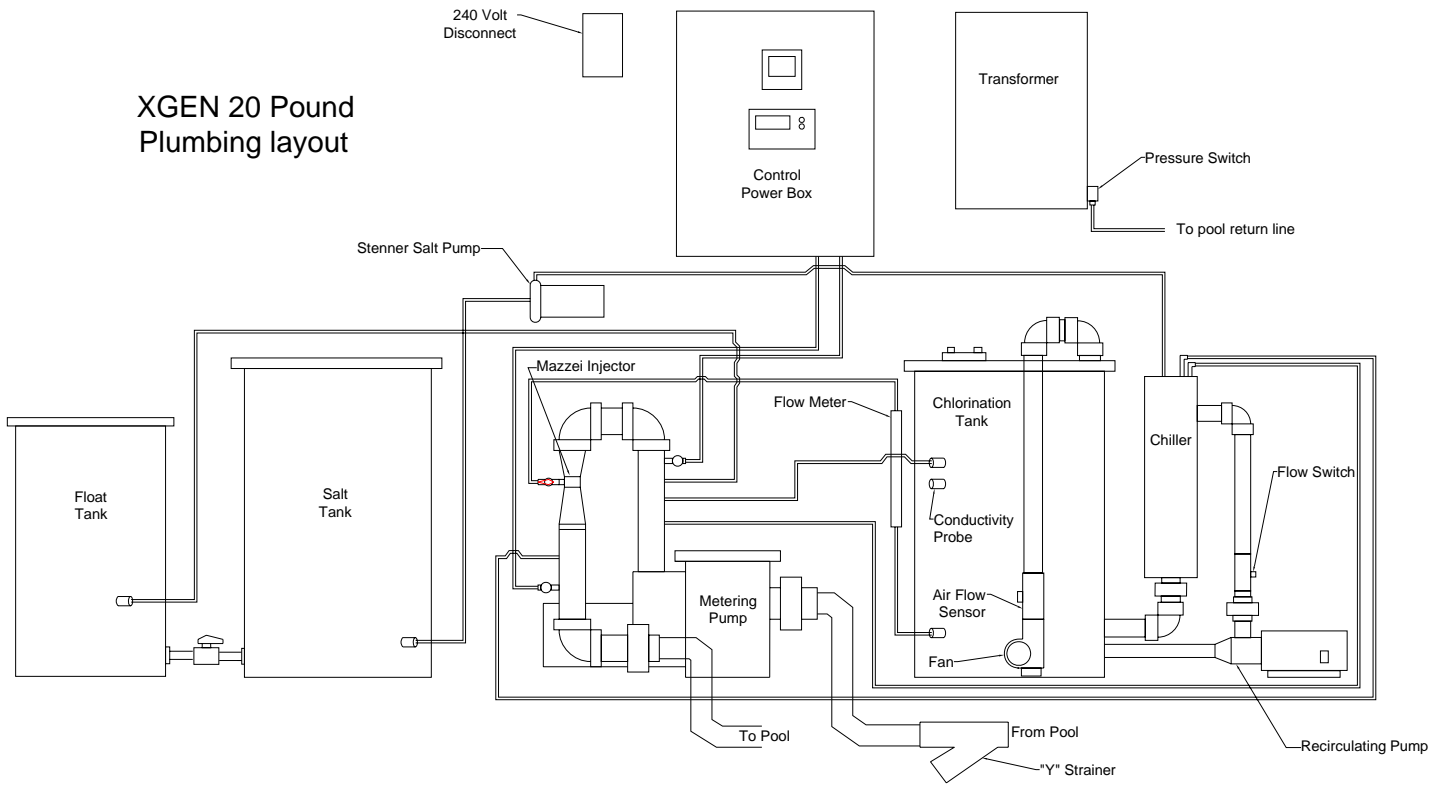 240 Volt
Disconnect
XGEN 20 Pound
Plumbing layout
Transformer
Pressure Switch
Control
Power Box
To pool return line
Stenner Salt Pump
Mazzei Injector
Flow Meter
Chlorination
Tank
Chiller
Flow Switch
Float
Tank
Salt
Tank
Conductivity
Probe
Metering
Pump
Air Flow
Sensor
Fan
To Pool
From Pool
Recirculating Pump
"Y" Strainer